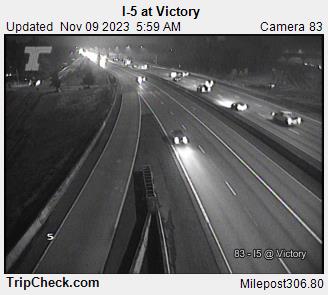 I-5 at Victory
Updated Nov 09 2023 5:59 AM Camera 83
T
S
83 - I5 @ Victory
TripCheck.com Milepost306.80